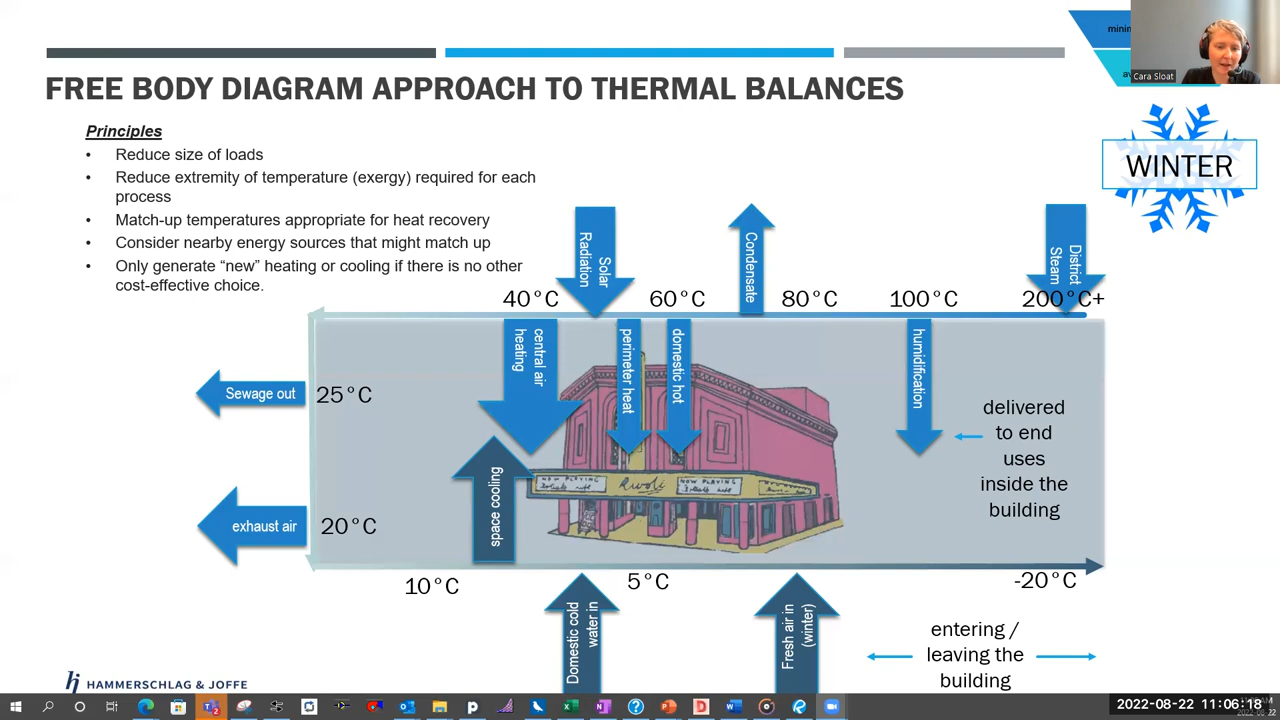 FREE BODY DIAGRAM APPROACH TO THERMAL BALANCES
Cara Sloat
WINTER
Principles
• Reduce size of loads
• Reduce extremity of temperature (exergy) required for each
process
• Match-up temperatures appropriate for heat recovery
• Consider nearby energy sources that might match up
• Only generate “new” heating or cooling if there is no other
cost-effective choice.
Solar
Radiation
Condensate
District
Steam
40°C
60°C
80°C
100°C
200°C+
central air
heating
perimeter heat
domestic hot
humidification
Sewage out
25°C
delivered
to end
uses
inside the
building
space cooling
NOW PLAYING
Rivoli
NOW PLAYING
exhaust air
20°C
10°C
5°C
-20°C
Domestic cold
water in
Fresh air in
(winter)
entering /
leaving the
building
hj HAMMERSCHLAG & JOFFE
2022-08-22 11:06:18
2022-08-22